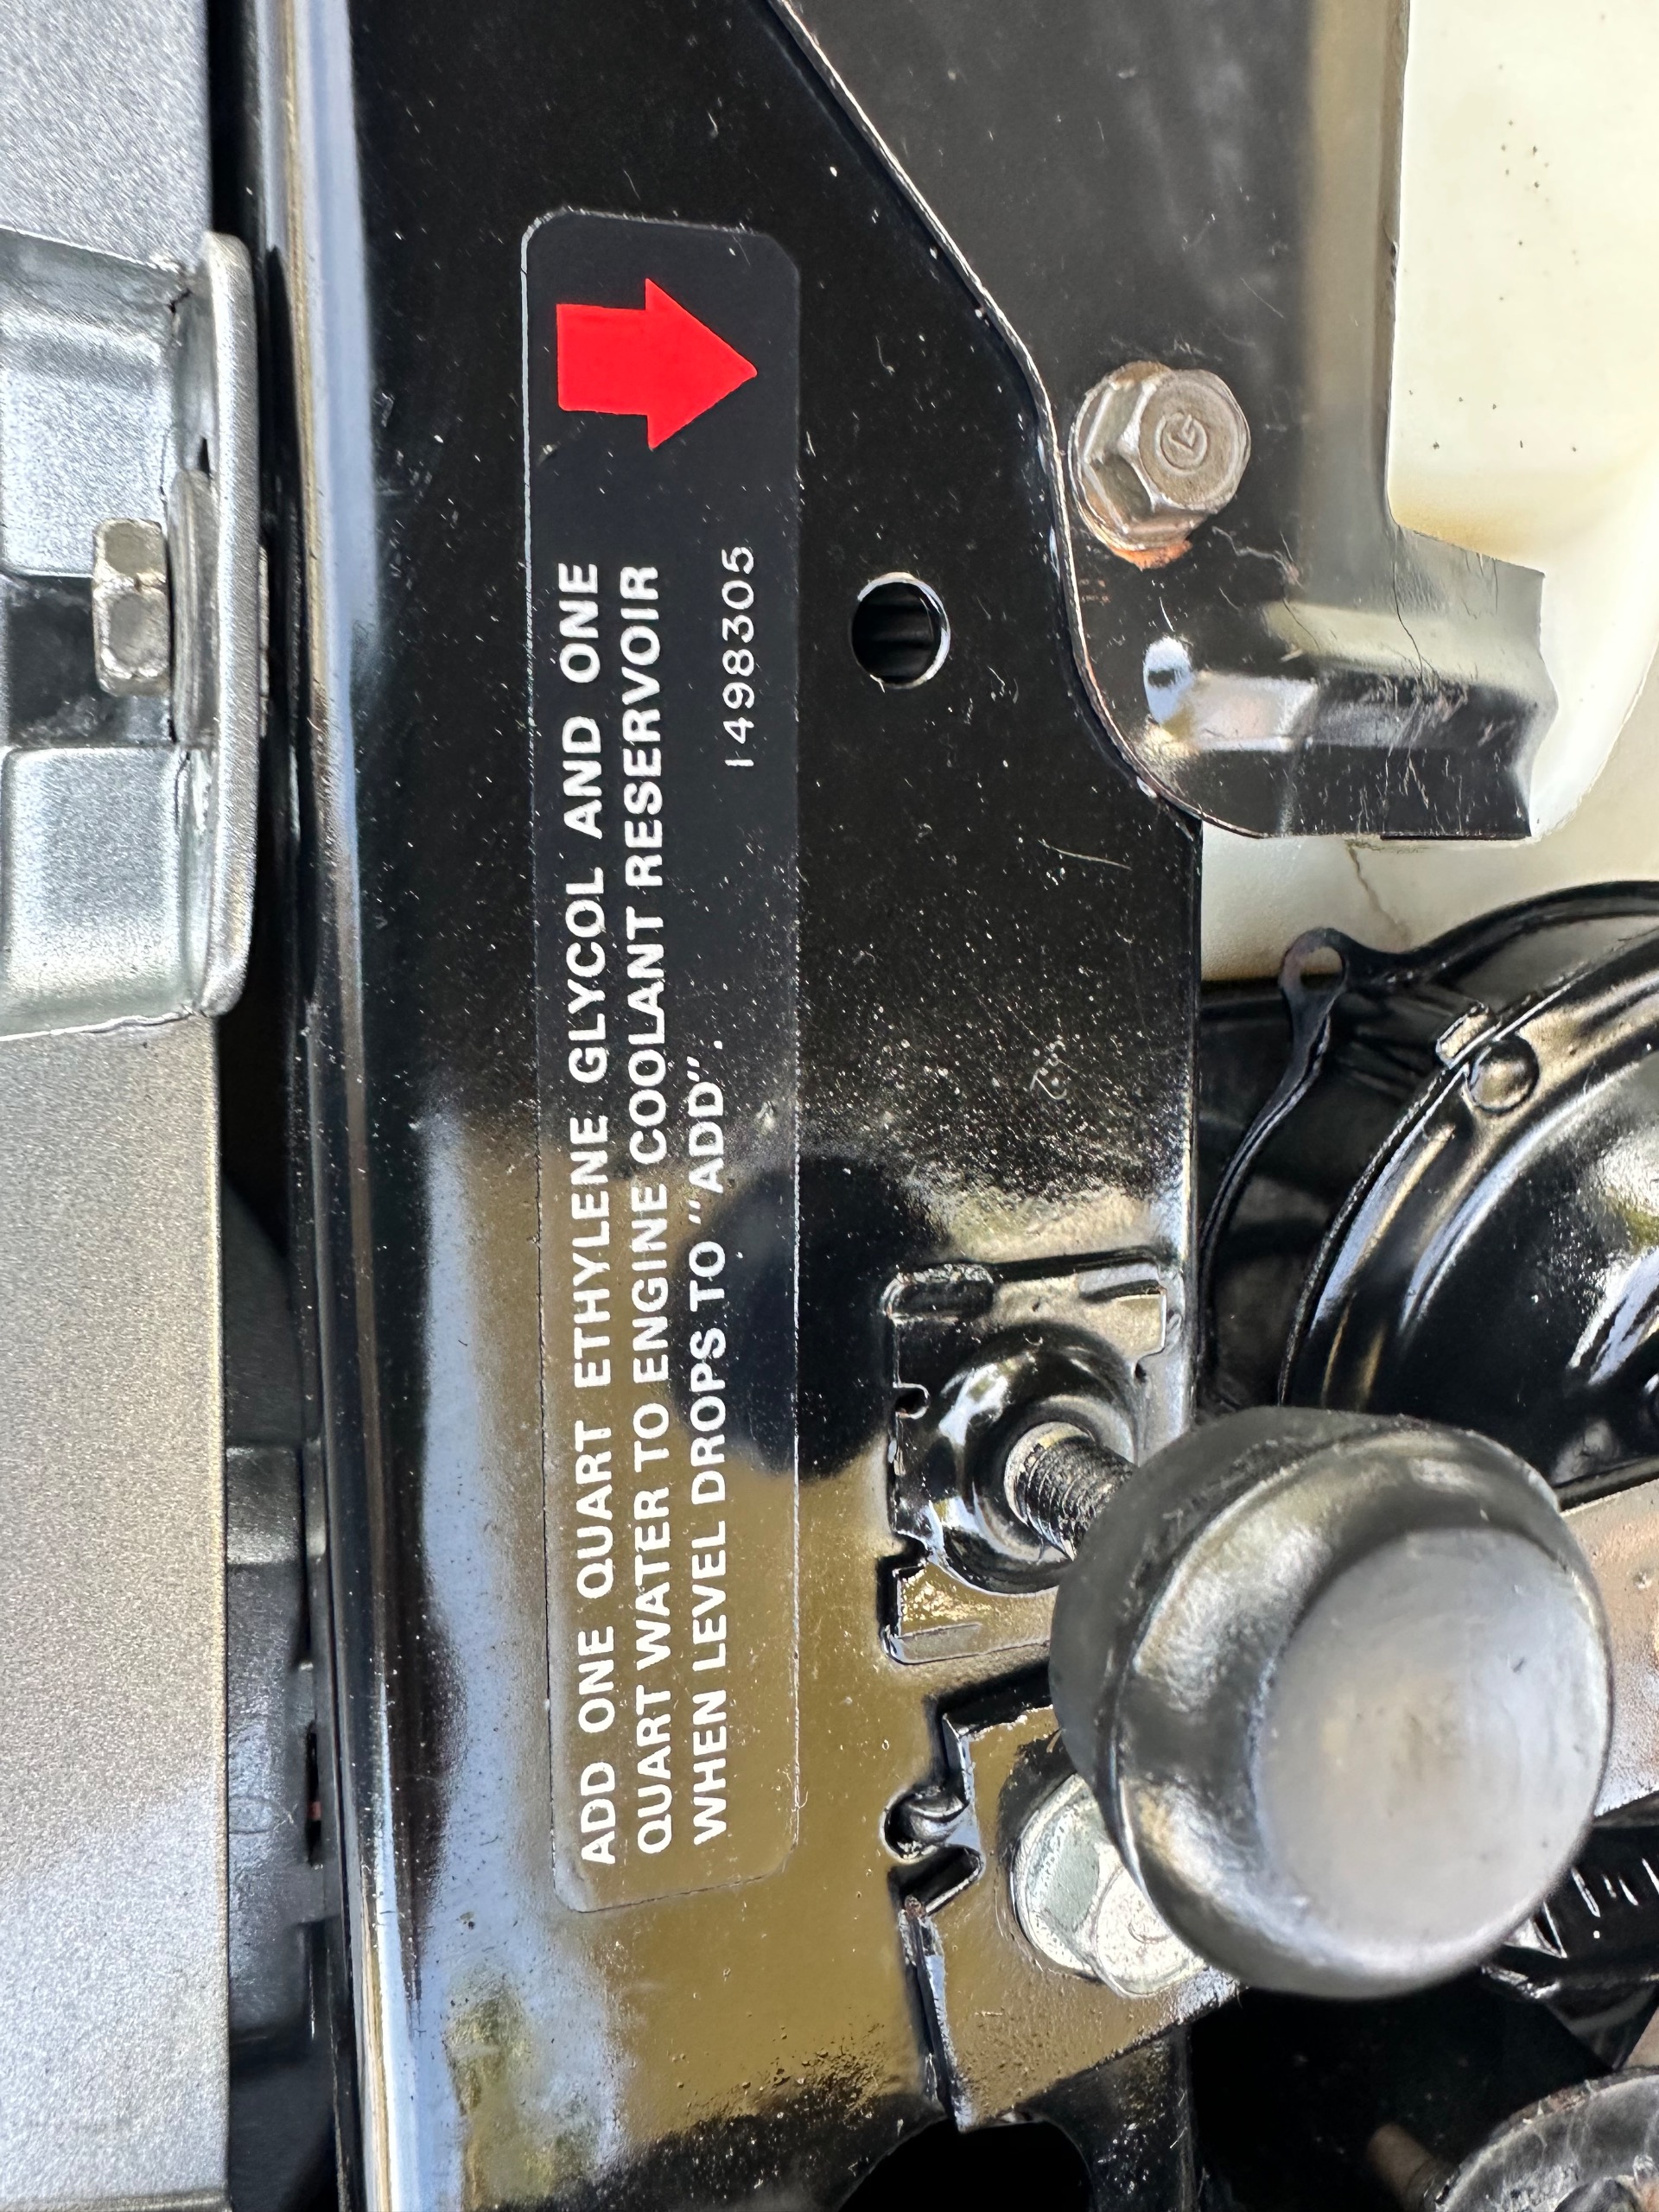 ADD ONE QUART ETHYLENE GLYCOL AND ONE
QUART WATER TO ENGINE COOLANT RESERVOIR
WHEN LEVEL DROPS TO “ADD”.
1498305